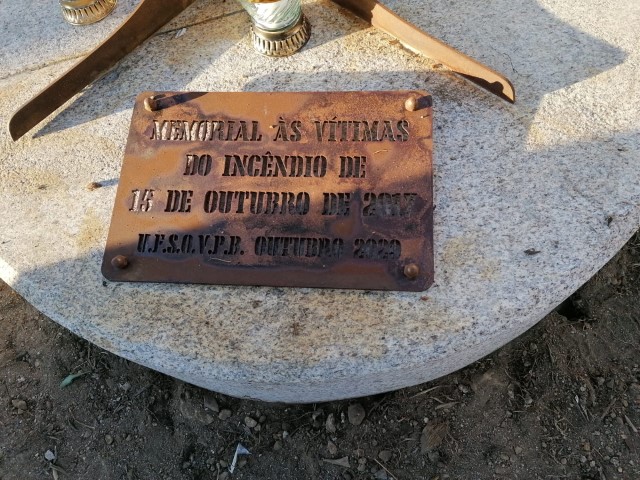 MEMORIAL ÀS VÍTIMAS
DO INCÊNDIO DE
15 DE OUTUBRO DE 2017
U.F.S.O.V.P.B. OUTUBRO 2020